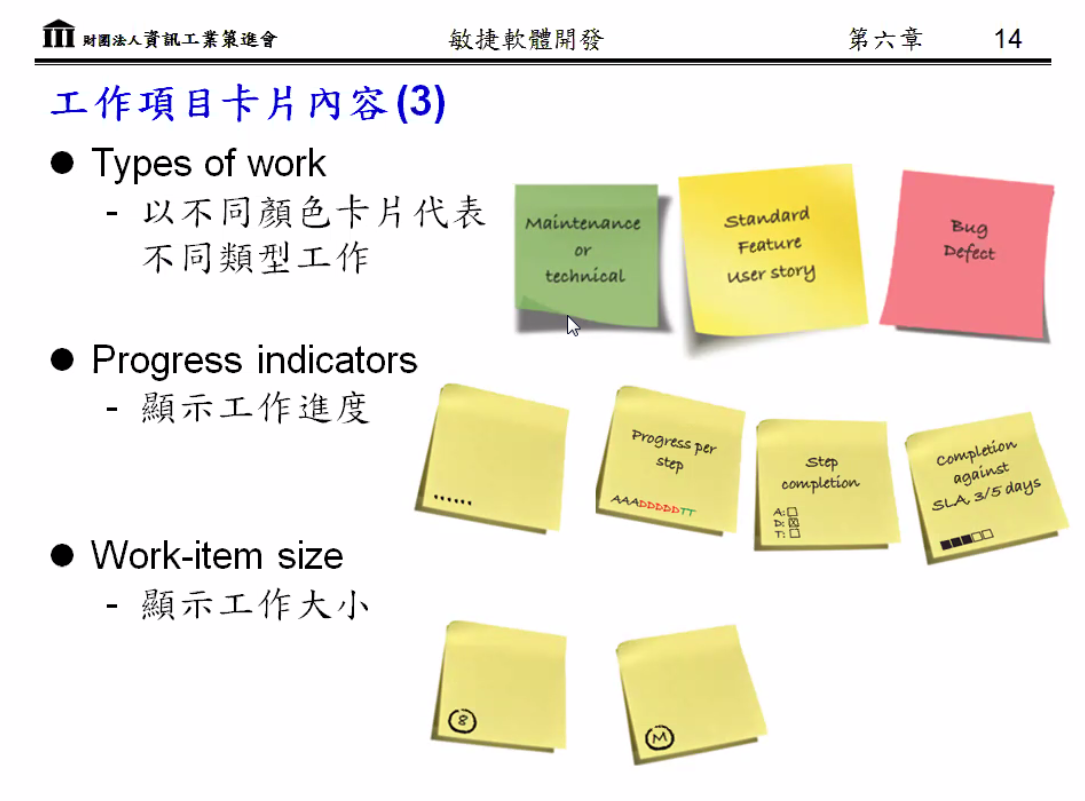 財團法人資訊工業策進會
敏捷軟體開發
第六章
14
工作項目卡片內容(3)
● Types of work
- 以不同顏色卡片代表
不同類型工作
Maintenance
or
technical
Standard
Feature
User story
Bug
Defect
● Progress indicators
- 顯示工作進度
......
Progress per
step
AAADDDDDTT
Step
completion
A:☐
D:☒
T:☐
Completion
against
SLA, 3/5 days
■■■□□
● Work-item size
- 顯示工作大小
8
M